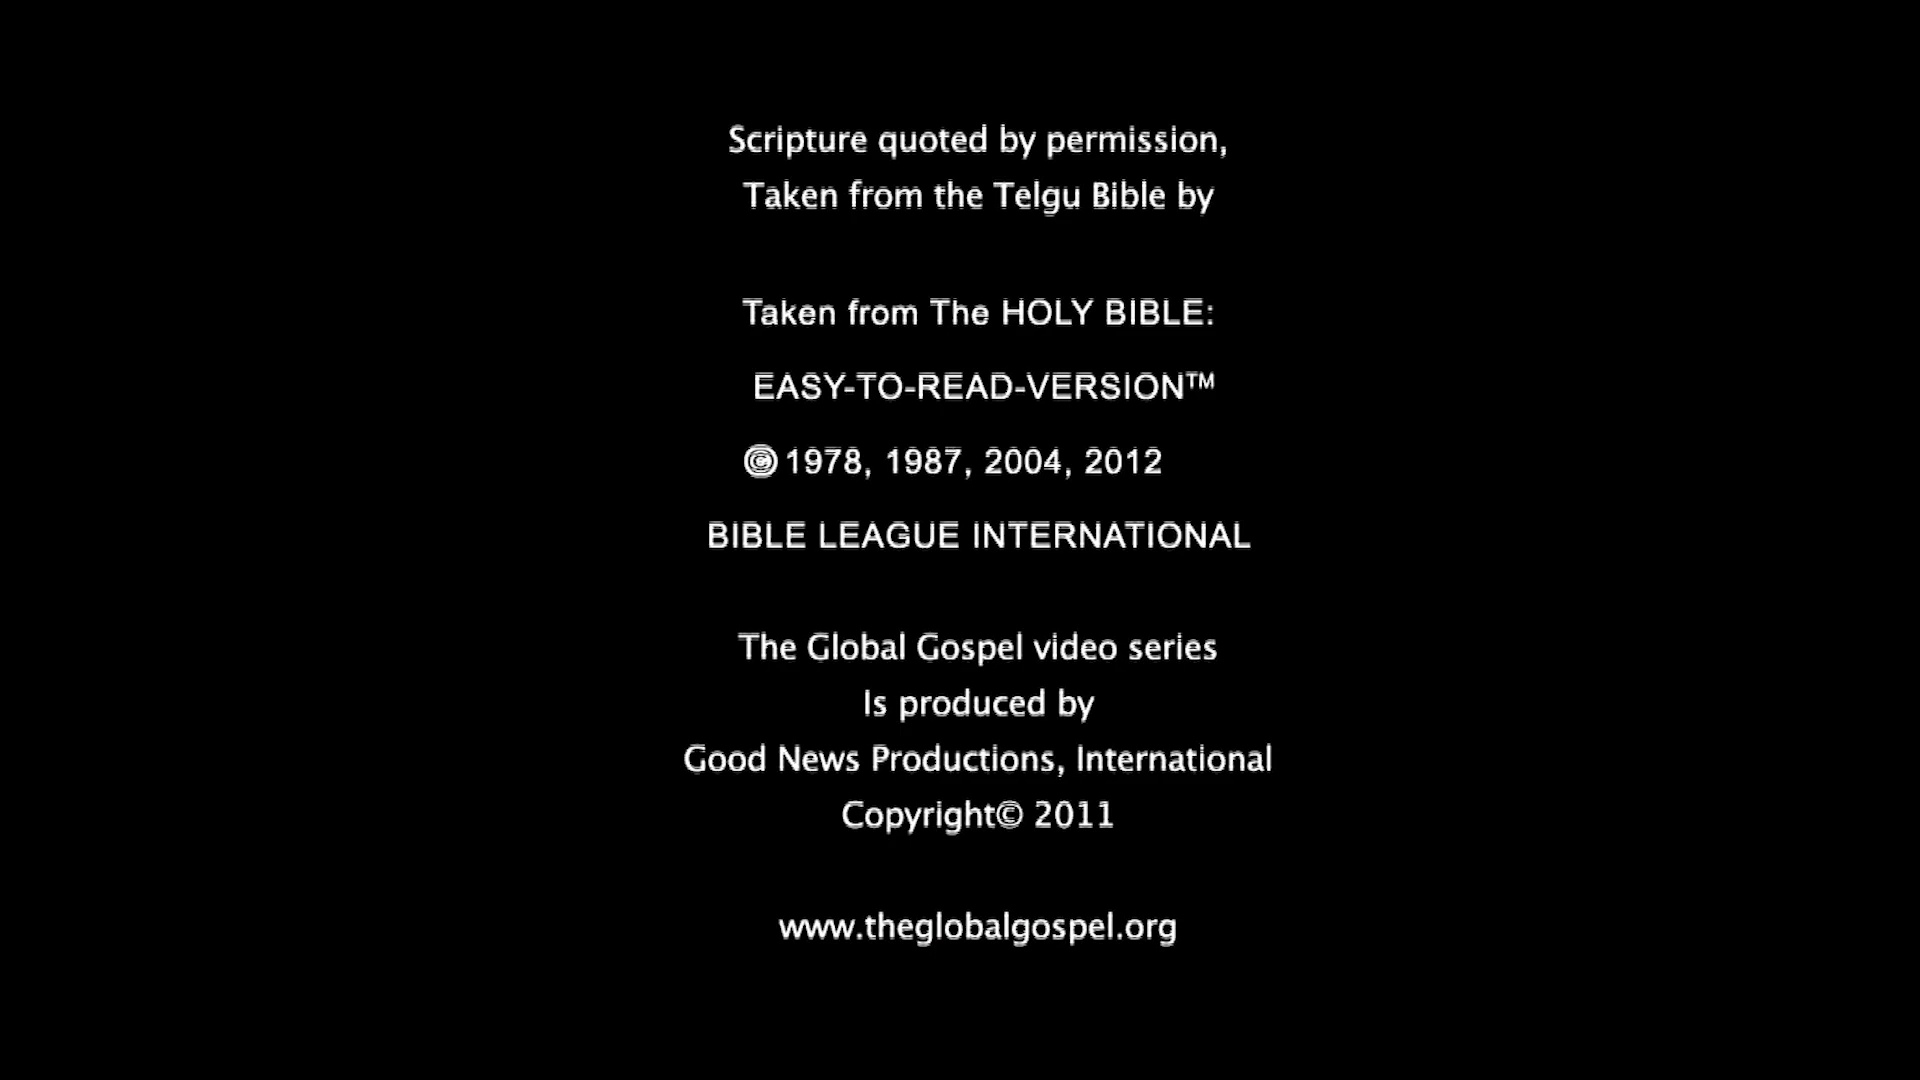 Scripture quoted by permission,
Taken from the Telgu Bible by
Taken from The HOLY BIBLE:
EASY-TO-READ-VERSION™
© 1978, 1987, 2004, 2012
BIBLE LEAGUE INTERNATIONAL
The Global Gospel video series
Is produced by
Good News Productions, International
Copyright© 2011
www.theglobalgospel.org